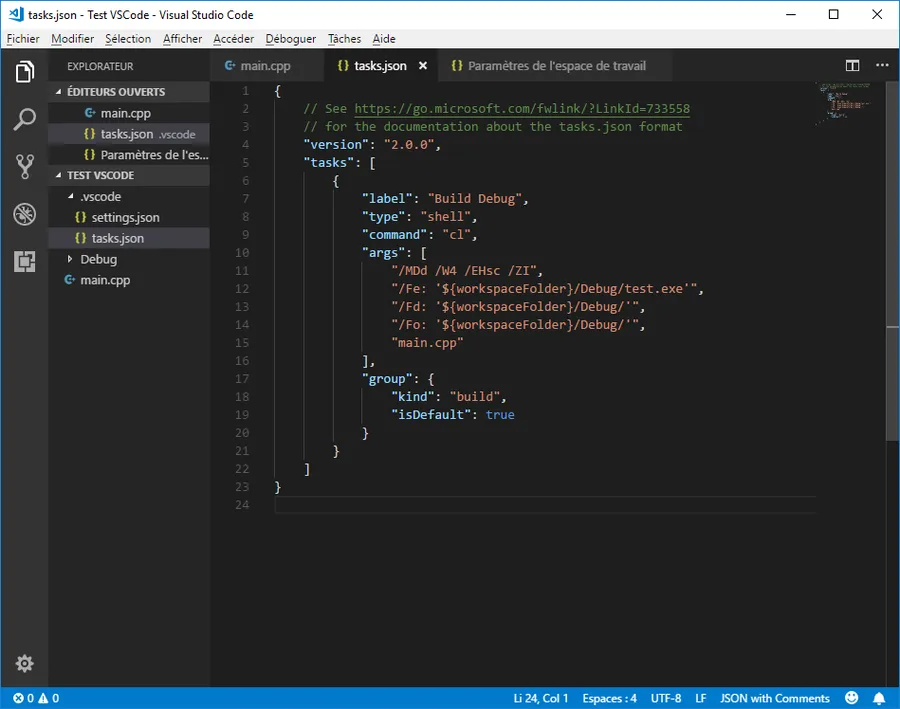 tasks.json - Test VSCode - Visual Studio Code
Fichier Modifier Sélection Afficher Accéder Déboguer Tâches Aide
EXPLORATEUR
ÉDITEURS OUVERTS
main.cpp
tasks.json .vscode
Paramètres de l'es...
TEST VSCODE
.vscode
settings.json
tasks.json
Debug
main.cpp
main.cpp tasks.json Paramètres de l'espace de travail
1 {
2 // See https://go.microsoft.com/fwlink/?LinkId=733558
3 // for the documentation about the tasks.json format
4 "version": "2.0.0",
5 "tasks": [
6 {
7 "label": "Build Debug",
8 "type": "shell",
9 "command": "cl",
10 "args": [
11 "/MDd /W4 /EHsc /ZI",
12 "/Fe: '${workspaceFolder}/Debug/test.exe'",
13 "/Fd: '${workspaceFolder}/Debug/'",
14 "/Fo: '${workspaceFolder}/Debug/'",
15 "main.cpp"
16 ],
17 "group": {
18 "kind": "build",
19 "isDefault": true
20 }
21 }
22 ]
23 }
24
0 0 Li 24, Col 1 Espaces : 4 UTF-8 LF JSON with Comments